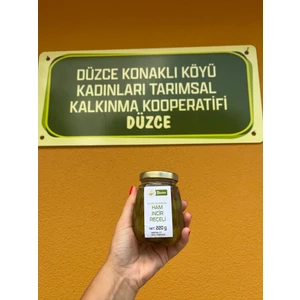 DÜZCE KONAKLI KÖYÜ
KADINLARI TARIMSAL
KALKINMA KOOPERATİFİ
DÜZCE
HAM
İNCİR
REÇELİ
NET 220 g